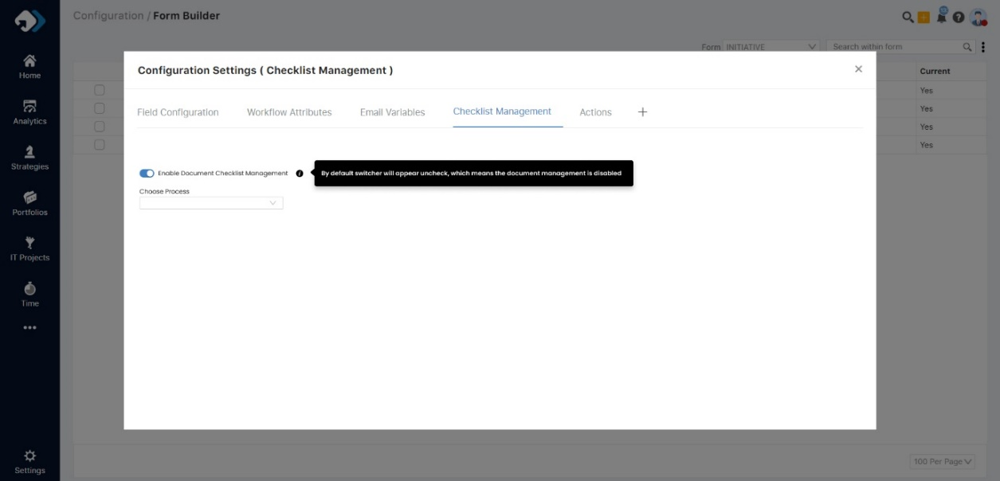 Configuration / Form Builder
Home
Analytics
Strategies
Portfolios
IT Projects
Time
Settings
Form INITIATIVE
Search within form
Current
Yes
Yes
Yes
Yes
Configuration Settings ( Checklist Management )
Field Configuration Workflow Attributes Email Variables Checklist Management Actions
Enable Document Checklist Management
By default switcher will appear uncheck, which means the document management is disabled
Choose Process
100 Per Page